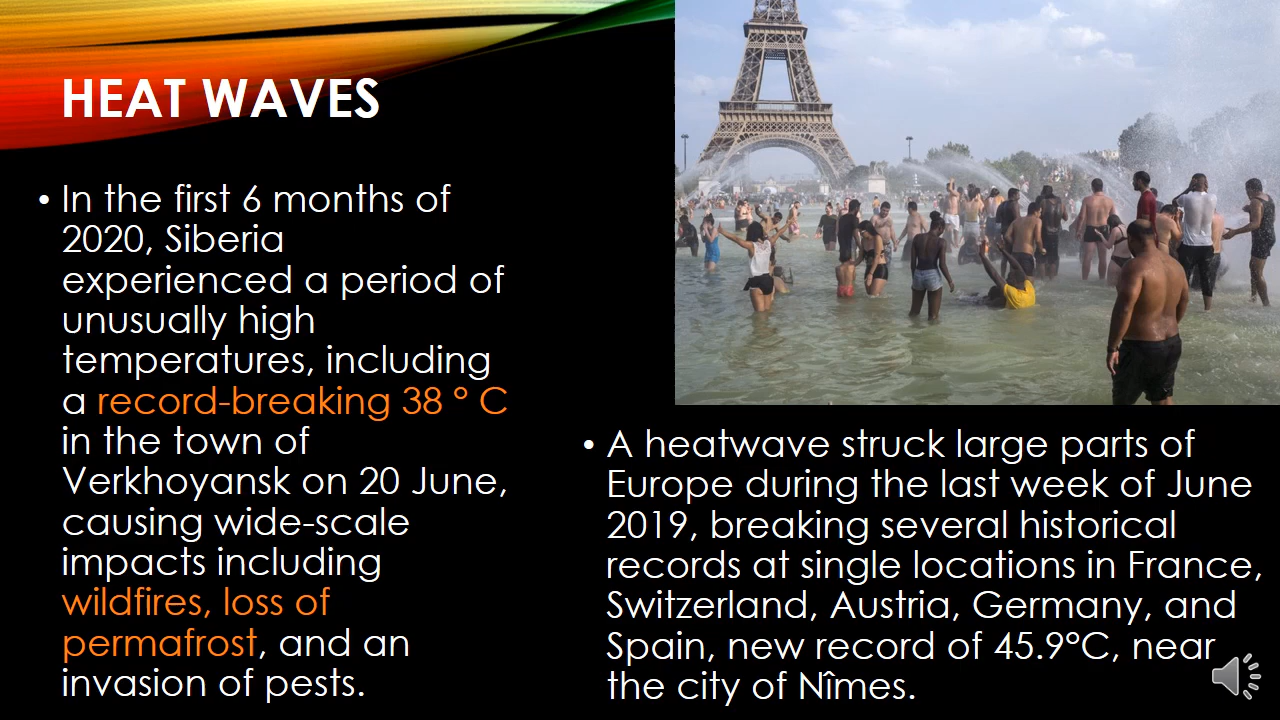 HEAT WAVES
• In the first 6 months of
2020, Siberia
experienced a period of
unusually high
temperatures, including
a record-breaking 38 ° C
in the town of
Verkhoyansk on 20 June,
causing wide-scale
impacts including
wildfires, loss of
permafrost, and an
invasion of pests.
• A heatwave struck large parts of
Europe during the last week of June
2019, breaking several historical
records at single locations in France,
Switzerland, Austria, Germany, and
Spain, new record of 45.9°C, near
the city of Nîmes.